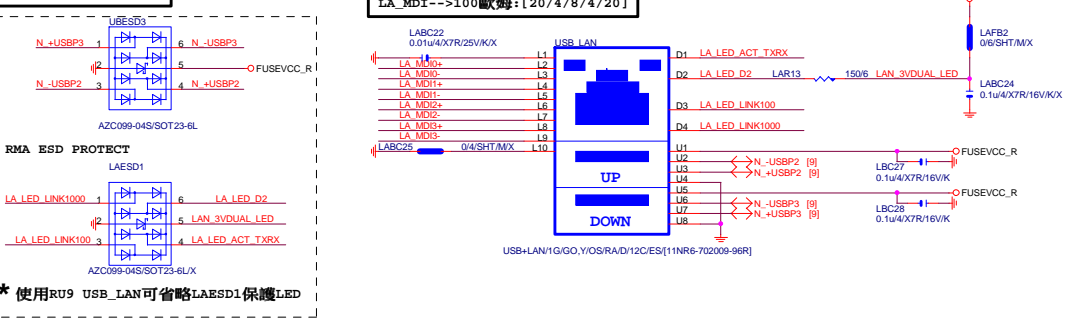 LA_MDI-->100歐姆:[20/4/8/4/20]
UBESD3
N_+USBP3 1 6 N_-USBP3
2 5 FUSEVCC_R
N_-USBP2 3 4 N_+USBP2
AZC099-04S/SOT23-6L
RMA ESD PROTECT
LAESD1
LA_LED_LINK1000 1 6 LA_LED_D2
2 5 LAN_3VDUAL_LED
LA_LED_LINK100 3 4 LA_LED_ACT_TXRX
AZC099-04S/SOT23-6L/X
* 使用RU9 USB_LAN可省略LAESD1保護LED
LABC22
0.01u/4/X7R/25V/K/X
USB_LAN
L1
LA_MDI0+ L2
LA_MDI0- L3
LA_MDI1+ L4
LA_MDI1- L5
LA_MDI2+ L6
LA_MDI2- L7
LA_MDI3+ L8
LA_MDI3- L9
LABC25 0/4/SHT/M/X L10
UP
DOWN
D1 LA_LED_ACT_TXRX
D2 LA_LED_D2 LAR13 150/6 LAN_3VDUAL_LED
D3 LA_LED_LINK100
D4 LA_LED_LINK1000
LAFB2
0/6/SHT/M/X
LABC24
0.1u/4/X7R/16V/K/X
U1 FUSEVCC_R
U2 N_-USBP2 [9]
U3 N_+USBP2 [9]
U4
LBC27
0.1u/4/X7R/16V/K
U5 FUSEVCC_R
U6 N_-USBP3 [9]
U7 N_+USBP3 [9]
U8
LBC28
0.1u/4/X7R/16V/K
USB+LAN/1G/GO,Y/OS/RA/D/12C/ES/[11NR6-702009-96R]